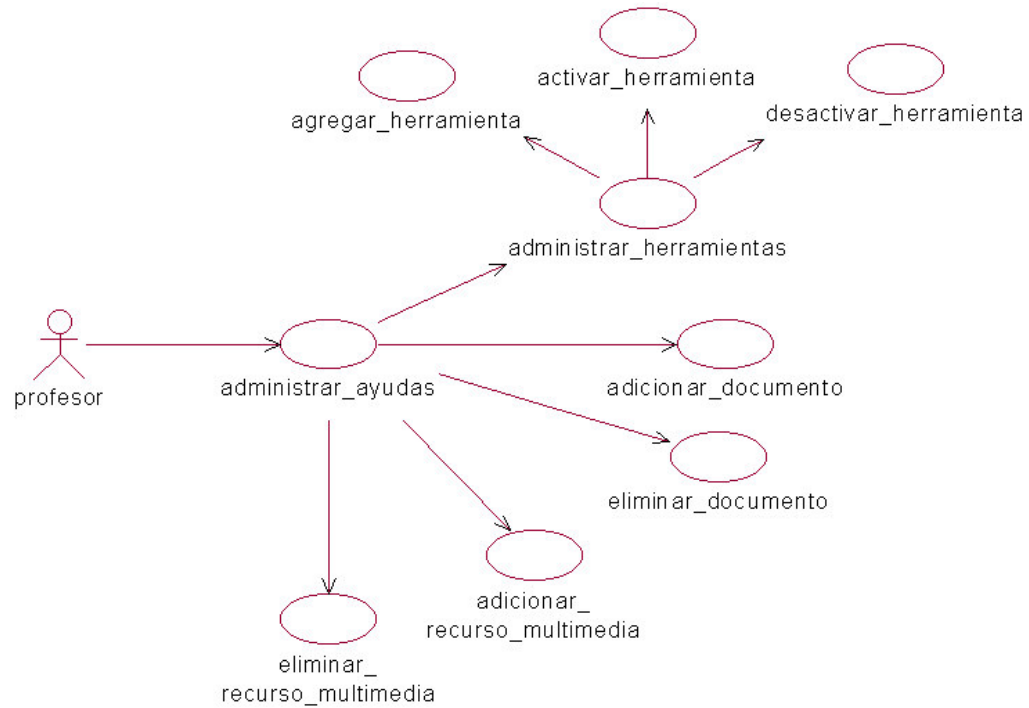 activar_herramienta
agregar_herramienta
desactivar_herramienta
administrar_herramientas
profesor
administrar_ayudas
adicionar_documento
eliminar_documento
adicionar_
recurso_multimedia
eliminar_
recurso_multimedia